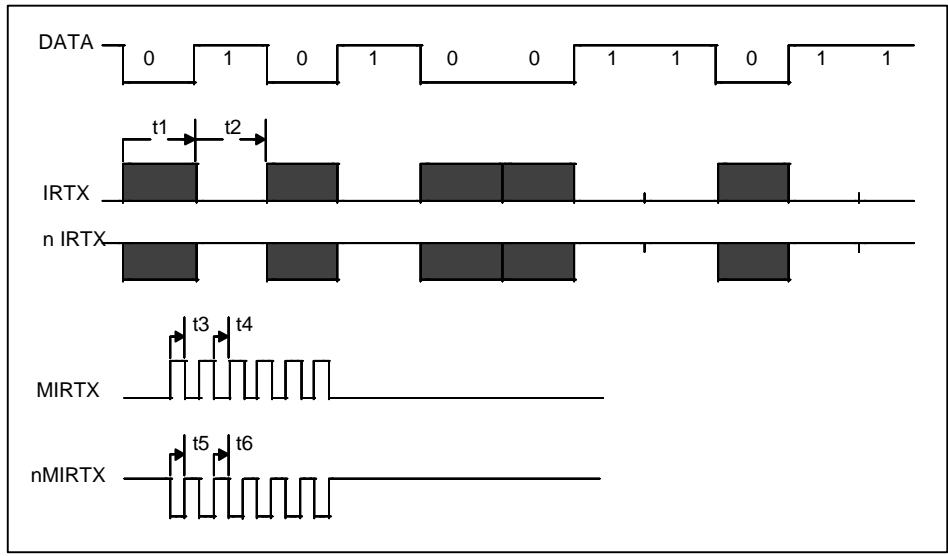 DATA 0 1 0 1 0 0 1 1 0 1 1
t1 t2
IRTX
n IRTX
t3 t4
MIRTX
t5 t6
nMIRTX